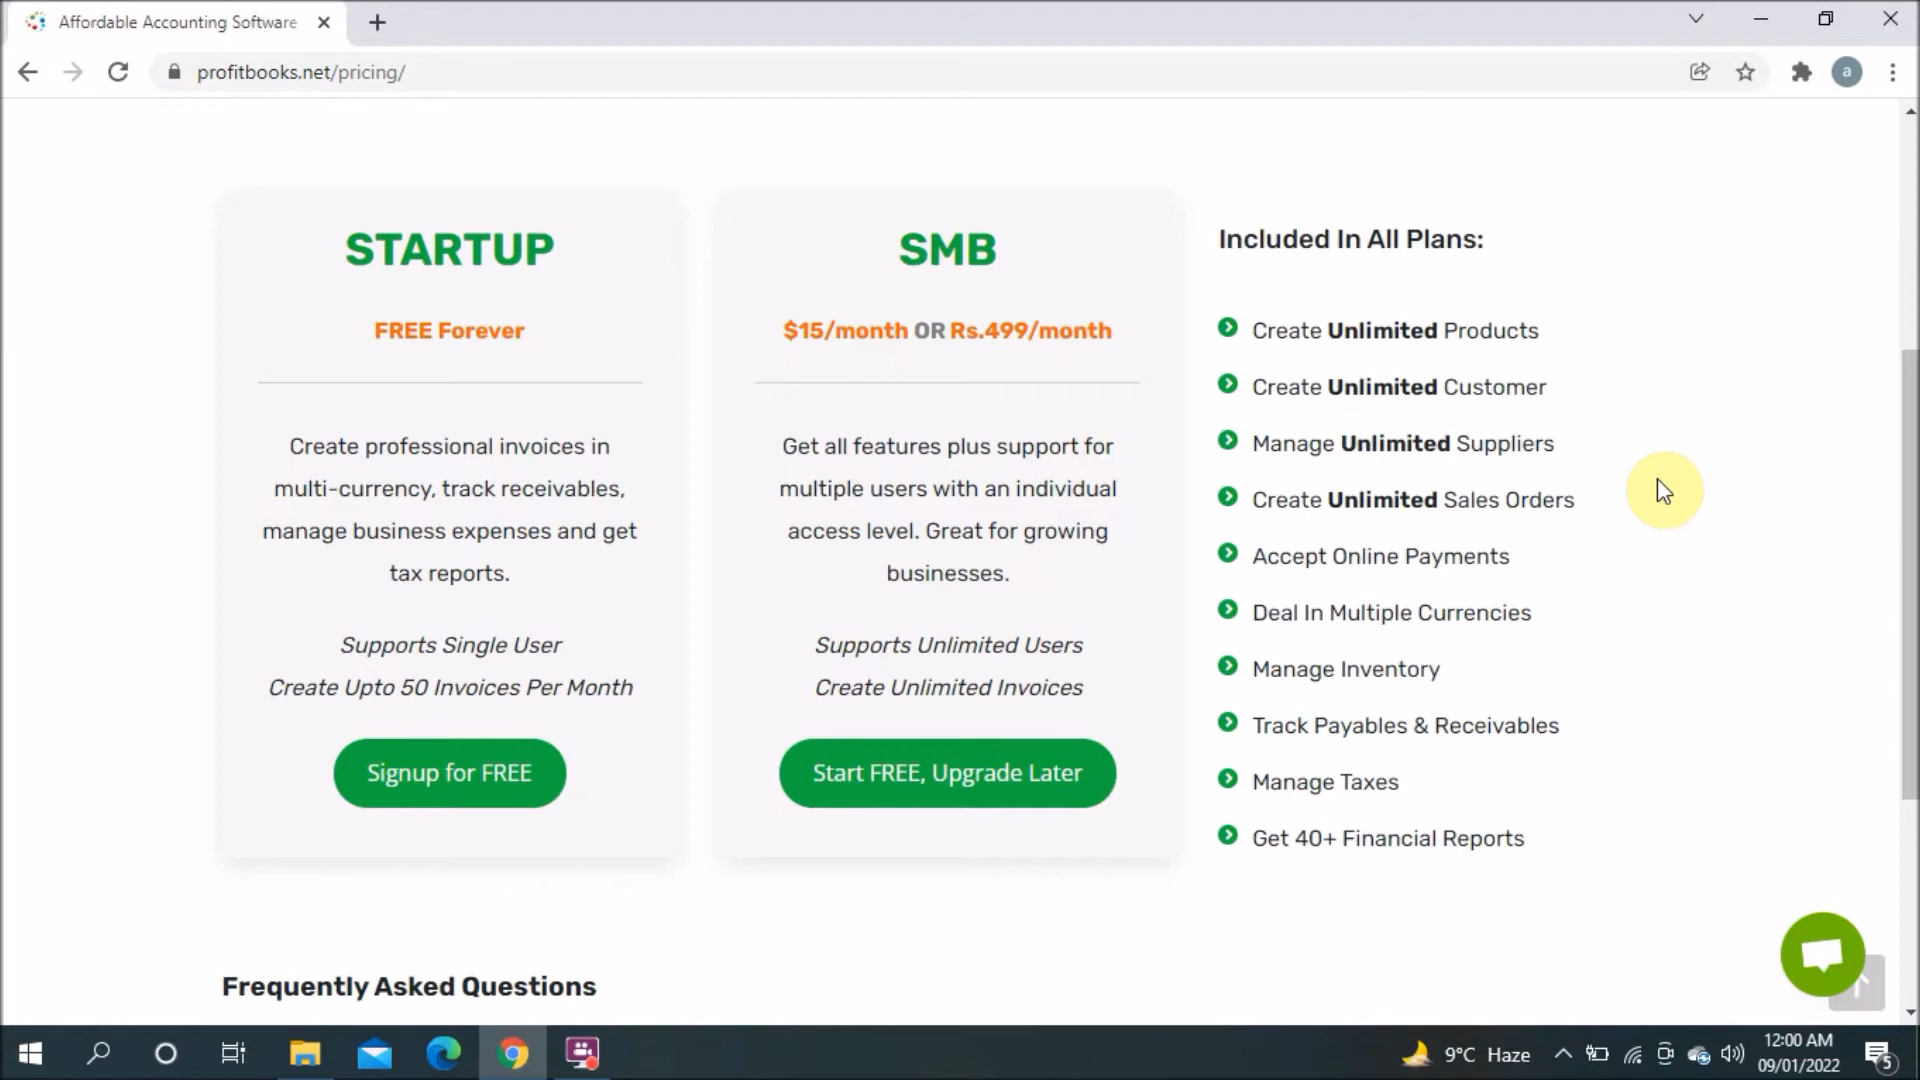 Affordable Accounting Software
profitbooks.net/pricing/
a
STARTUP
FREE Forever
Create professional invoices in
multi-currency, track receivables,
manage business expenses and get
tax reports.
Supports Single User
Create Upto 50 Invoices Per Month
Signup for FREE
SMB
$15/month OR Rs.499/month
Get all features plus support for
multiple users with an individual
access level. Great for growing
businesses.
Supports Unlimited Users
Create Unlimited Invoices
Start FREE, Upgrade Later
Included In All Plans:
Create Unlimited Products
Create Unlimited Customer
Manage Unlimited Suppliers
Create Unlimited Sales Orders
Accept Online Payments
Deal In Multiple Currencies
Manage Inventory
Track Payables & Receivables
Manage Taxes
Get 40+ Financial Reports
Frequently Asked Questions
9°C Haze
12:00 AM
09/01/2022
5